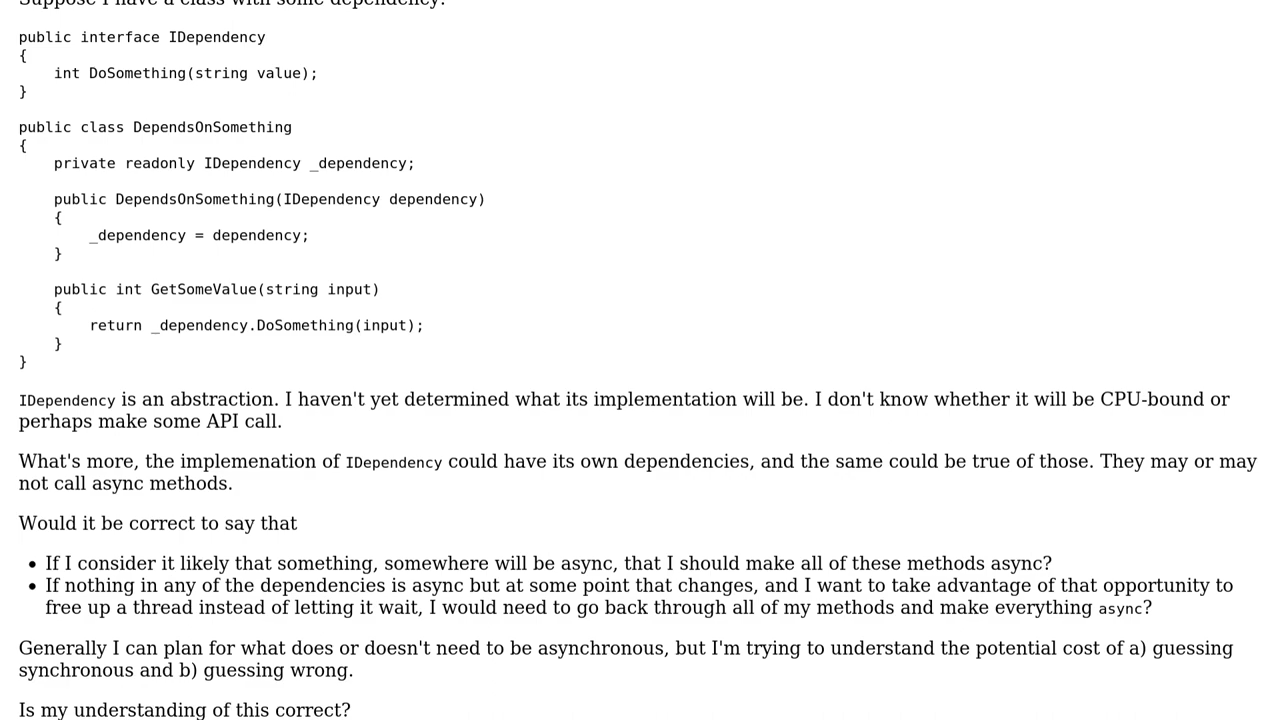 Suppose I have a class with some dependency:
public interface IDependency
{
    int DoSomething(string value);
}
public class DependsOnSomething
{
    private readonly IDependency _dependency;
    public DependsOnSomething(IDependency dependency)
    {
        _dependency = dependency;
    }
    public int GetSomeValue(string input)
    {
        return _dependency.DoSomething(input);
    }
}
IDependency is an abstraction. I haven't yet determined what its implementation will be. I don't know whether it will be CPU-bound or
perhaps make some API call.
What's more, the implemenation of IDependency could have its own dependencies, and the same could be true of those. They may or may
not call async methods.
Would it be correct to say that
• If I consider it likely that something, somewhere will be async, that I should make all of these methods async?
• If nothing in any of the dependencies is async but at some point that changes, and I want to take advantage of that opportunity to
free up a thread instead of letting it wait, I would need to go back through all of my methods and make everything async?
Generally I can plan for what does or doesn't need to be asynchronous, but I'm trying to understand the potential cost of a) guessing
synchronous and b) guessing wrong.
Is my understanding of this correct?